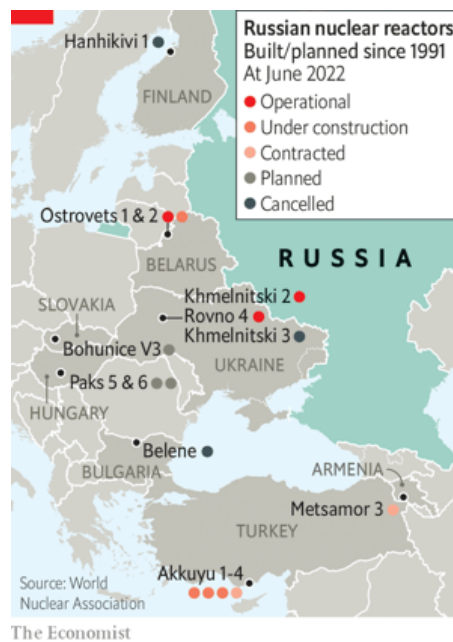 Russian nuclear reactors
Built/planned since 1991
At June 2022
Operational
Under construction
Contracted
Planned
Cancelled
Hanhikivi 1
FINLAND
Ostrovets 1 & 2
BELARUS
RUSSIA
Khmelnitski 2
SLOVAKIA
Rovno 4
Khmelnitski 3
Bohunice V3
UKRAINE
Paks 5 & 6
HUNGARY
Belene
BULGARIA
ARMENIA
Metsamor 3
TURKEY
Akkuyu 1-4
Source: World
Nuclear Association
The Economist